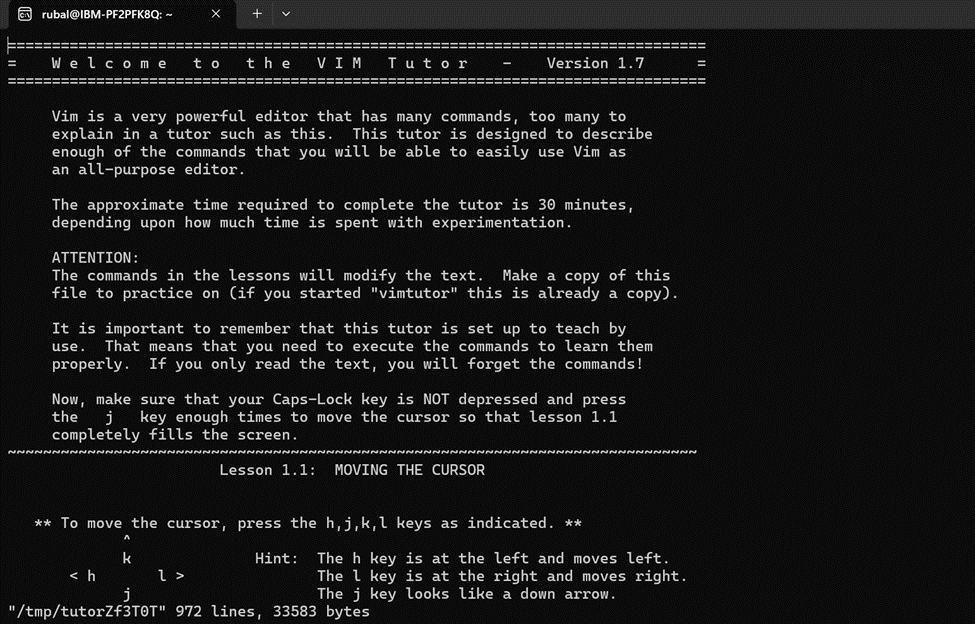 rubal@IBM-PF2PFK8Q: ~
===============================================================================
=    W e l c o m e   t o   t h e   V I M   T u t o r    -    Version 1.7      =
===============================================================================

     Vim is a very powerful editor that has many commands, too many to
     explain in a tutor such as this.  This tutor is designed to describe
     enough of the commands that you will be able to easily use Vim as
     an all-purpose editor.

     The approximate time required to complete the tutor is 30 minutes,
     depending upon how much time is spent with experimentation.

     ATTENTION:
     The commands in the lessons will modify the text.  Make a copy of this
     file to practice on (if you started "vimtutor" this is already a copy).

     It is important to remember that this tutor is set up to teach by
     use.  That means that you need to execute the commands to learn them
     properly.  If you only read the text, you will forget the commands!

     Now, make sure that your Caps-Lock key is NOT depressed and press
     the   j   key enough times to move the cursor so that lesson 1.1
     completely fills the screen.
~~~~~~~~~~~~~~~~~~~~~~~~~~~~~~~~~~~~~~~~~~~~~~~~~~~~~~~~~~~~~~~~~~~~~~~~~~~~~~
                        Lesson 1.1:  MOVING THE CURSOR


   ** To move the cursor, press the h,j,k,l keys as indicated. **
             ^
             k              Hint:  The h key is at the left and moves left.
       < h       l >               The l key is at the right and moves right.
             j                     The j key looks like a down arrow.
"/tmp/tutorZf3T0T" 972 lines, 33583 bytes